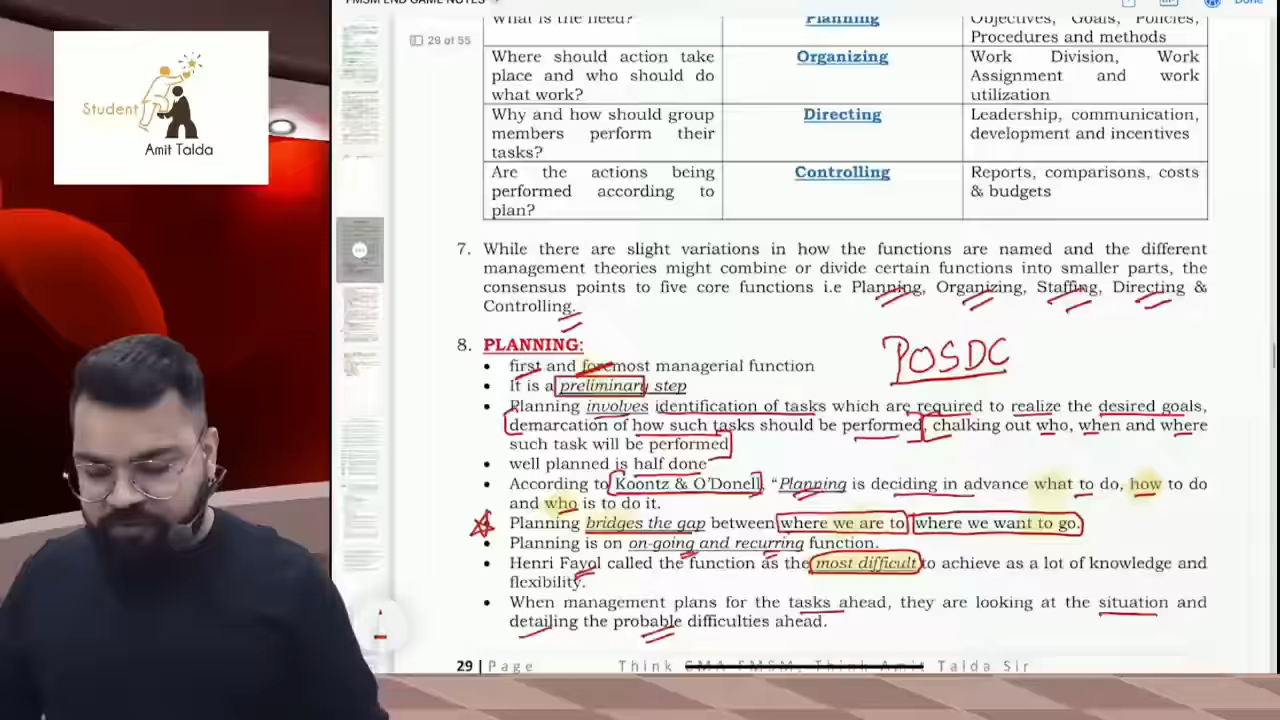 FMSM END GAME NOTES
Done
29 of 55
Student
Amit Talda
What is the need?
Planning
Objectives, Goals, Policies,
Procedures and methods
Where should action take
place and who should do
what work?
Organizing
Work Division, Work
Assignment and work
utilization
Why and how should group
members perform their
tasks?
Directing
Leadership, communication,
development and incentives
Are the actions being
performed according to
plan?
Controlling
Reports, comparisons, costs
& budgets
7. While there are slight variations in how the functions are named and the different
management theories might combine or divide certain functions into smaller parts, the
consensus points to five core functions i.e Planning, Organizing, Staffing, Directing &
Controlling.
8. PLANNING:
POSDC
• first and foremost managerial function
• It is a preliminary step
• Planning involves identification of tasks which are required to realize the desired goals,
demarcation of how such tasks should be performed, chalking out of when and where
such task will be performed
• well planned is half done
• According to Koontz & O'Donell, “Planning is deciding in advance what to do, how to do
and who is to do it.
• Planning bridges the gap between where we are to where we want to go
• Planning is on on-going and recurring function.
• Henri Fayol called the function as the most difficult to achieve as a lot of knowledge and
flexibility.
• When management plans for the tasks ahead, they are looking at the situation and
detailing the probable difficulties ahead.
29 | Page
Think CMA FMSM, Think Amit Talda Sir